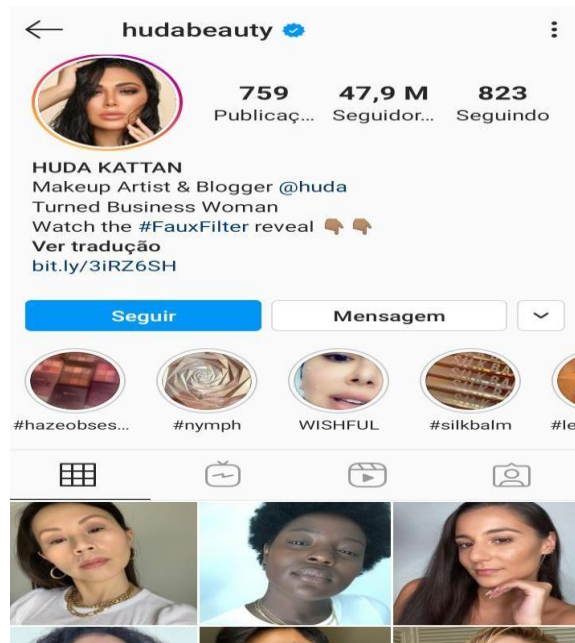 hudabeauty
759 47,9 M 823
Publicaç... Seguidor... Seguindo
HUDA KATTAN
Makeup Artist & Blogger @huda
Turned Business Woman
Watch the #FauxFilter reveal 👇🏽 👇🏽
Ver tradução
bit.ly/3iRZ6SH
Seguir Mensagem
#hazeobses... #nymph WISHFUL #silkbalm #le